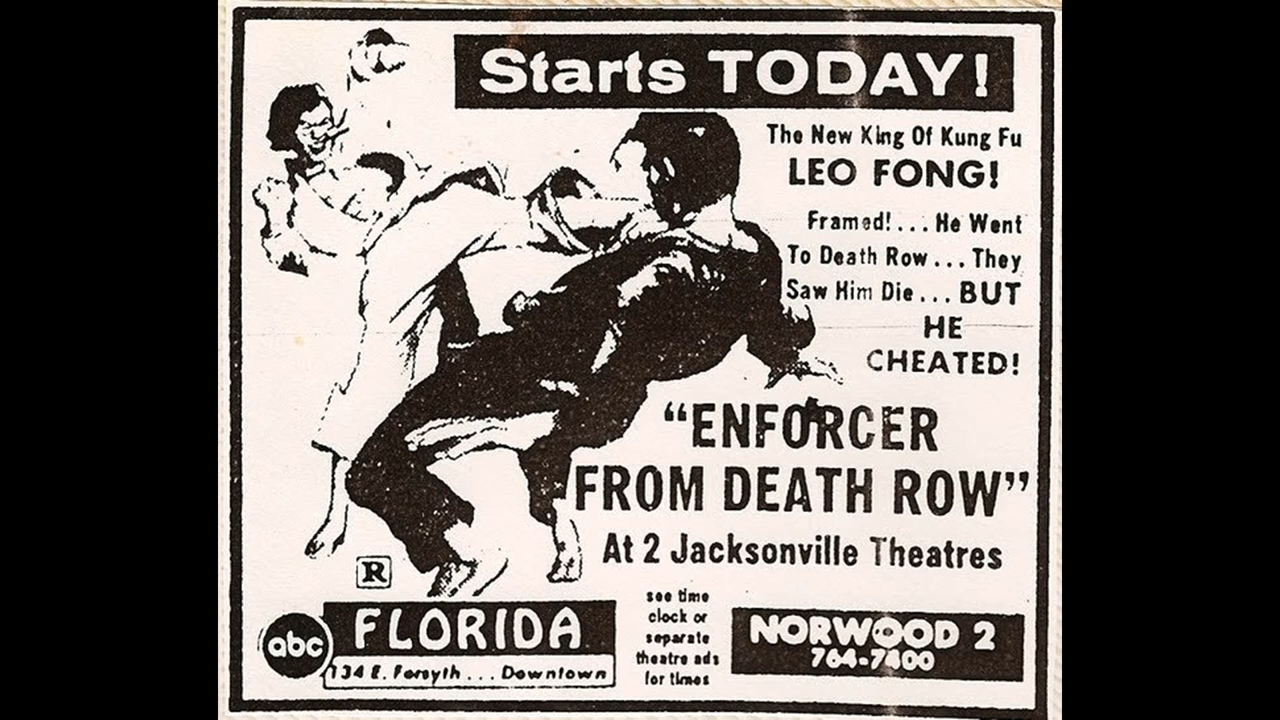 Starts TODAY!
The New King Of Kung Fu
LEO FONG!
Framed!... He Went
To Death Row... They
Saw Him Die... BUT
HE
CHEATED!
"ENFORCER
FROM DEATH ROW"
At 2 Jacksonville Theatres
R
abc
FLORIDA
134 E. Forsyth... Downtown
see time
clock or
separate
theatre ads
for times
NORWOOD 2
764-7400